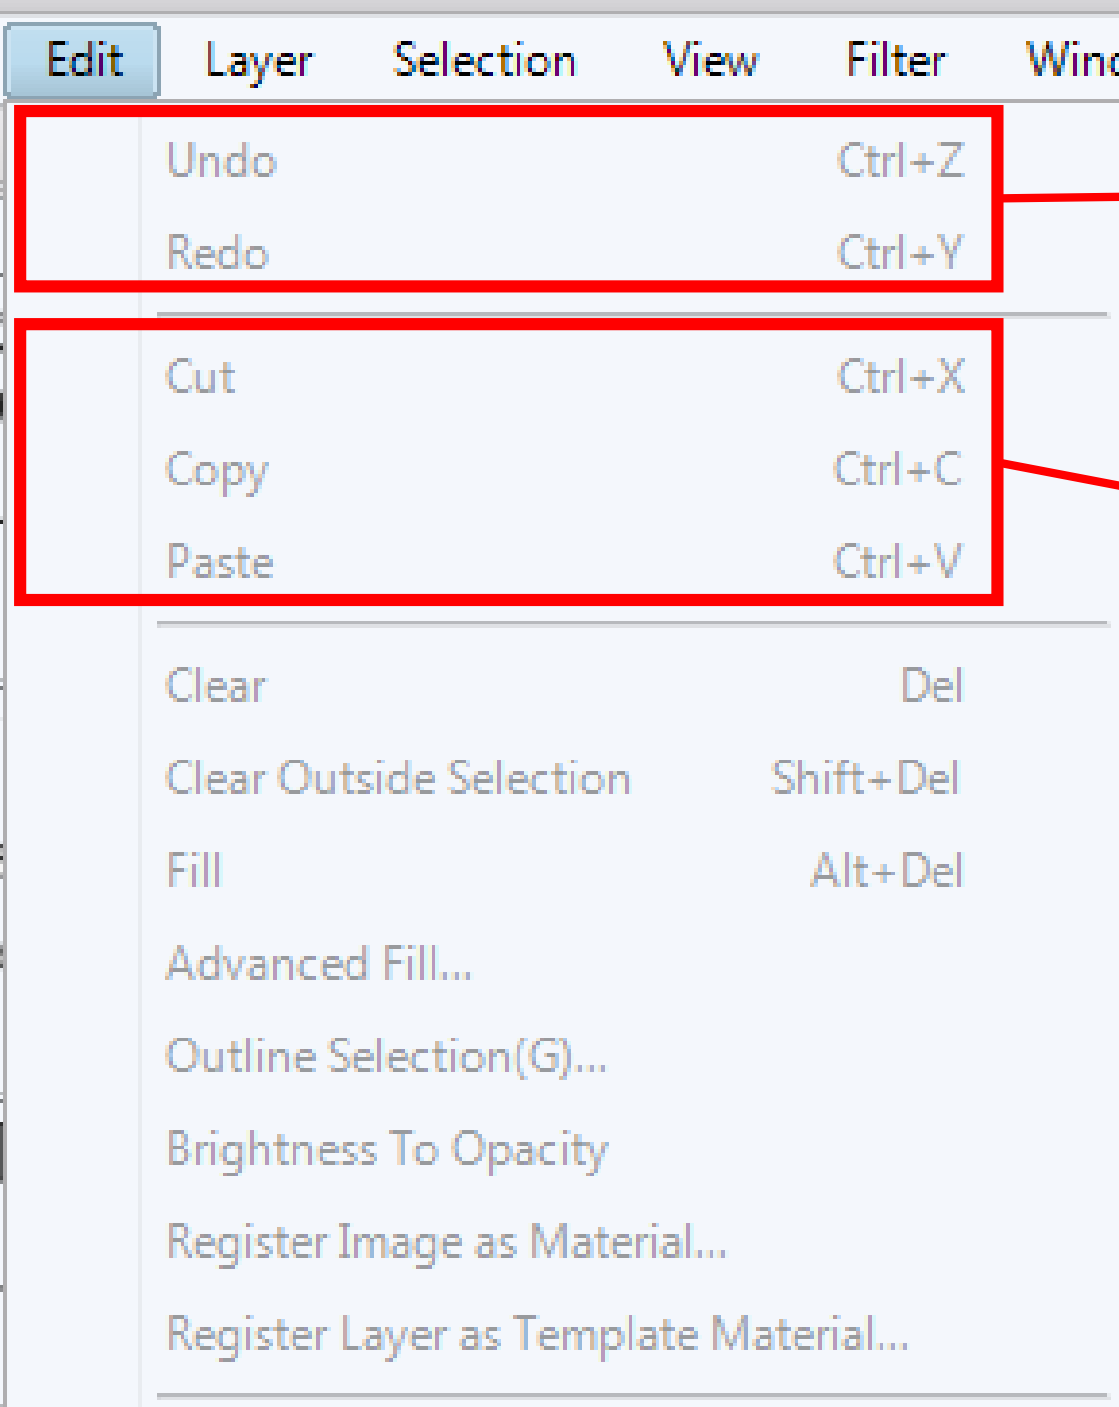 Edit Layer Selection View Filter
Undo Ctrl+Z
Redo Ctrl+Y
Cut Ctrl+X
Copy Ctrl+C
Paste Ctrl+V
Clear Del
Clear Outside Selection Shift+Del
Fill Alt+Del
Advanced Fill...
Outline Selection(G)...
Brightness To Opacity
Register Image as Material...
Register Layer as Template Material...